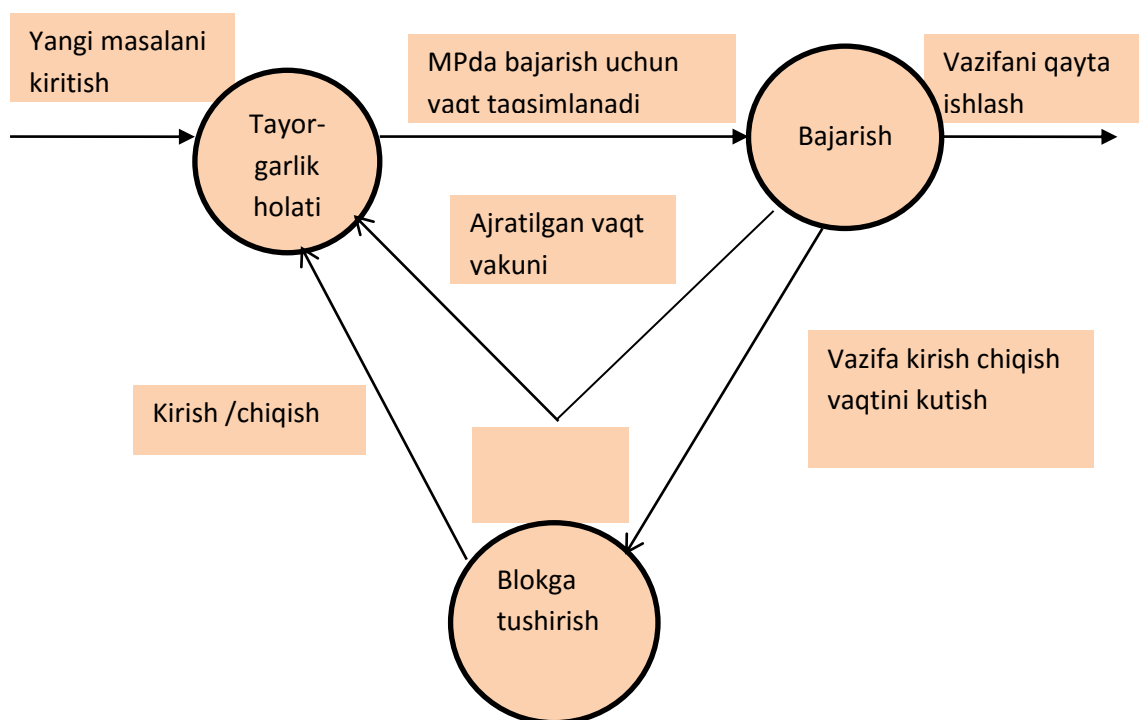 Yangi masalani
kiritish
MPda bajarish uchun
vaqt taqsimlanadi
Vazifani qayta
ishlash
Tayor-
garlik
holati
Bajarish
Ajratilgan vaqt
vakuni
Vazifa kirish chiqish
vaqtini kutish
Kirish /chiqish
Blokga
tushirish